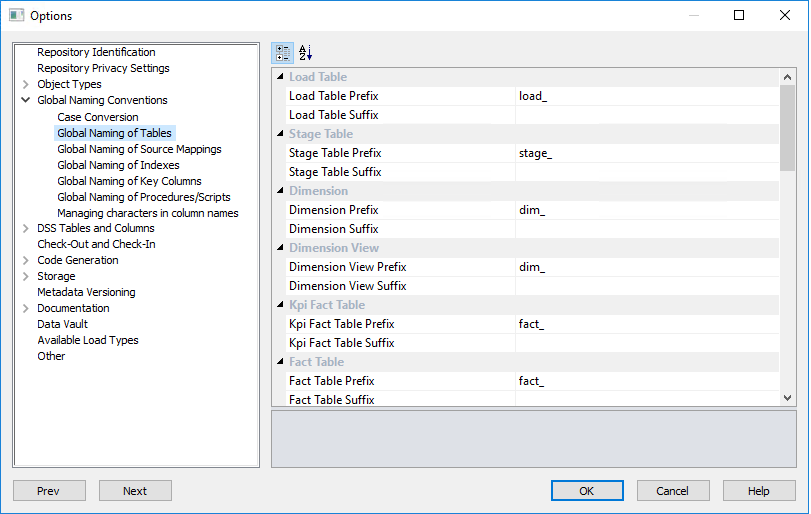 Options
Repository Identification
Repository Privacy Settings
Object Types
Global Naming Conventions
Case Conversion
Global Naming of Tables
Global Naming of Source Mappings
Global Naming of Indexes
Global Naming of Key Columns
Global Naming of Procedures/Scripts
Managing characters in column names
DSS Tables and Columns
Check-Out and Check-In
Code Generation
Storage
Metadata Versioning
Documentation
Data Vault
Available Load Types
Other
A Z
Load Table
Load Table Prefix load_
Load Table Suffix
Stage Table
Stage Table Prefix stage_
Stage Table Suffix
Dimension
Dimension Prefix dim_
Dimension Suffix
Dimension View
Dimension View Prefix dim_
Dimension View Suffix
Kpi Fact Table
Kpi Fact Table Prefix fact_
Kpi Fact Table Suffix
Fact Table
Fact Table Prefix fact_
Fact Table Suffix
Prev Next OK Cancel Help